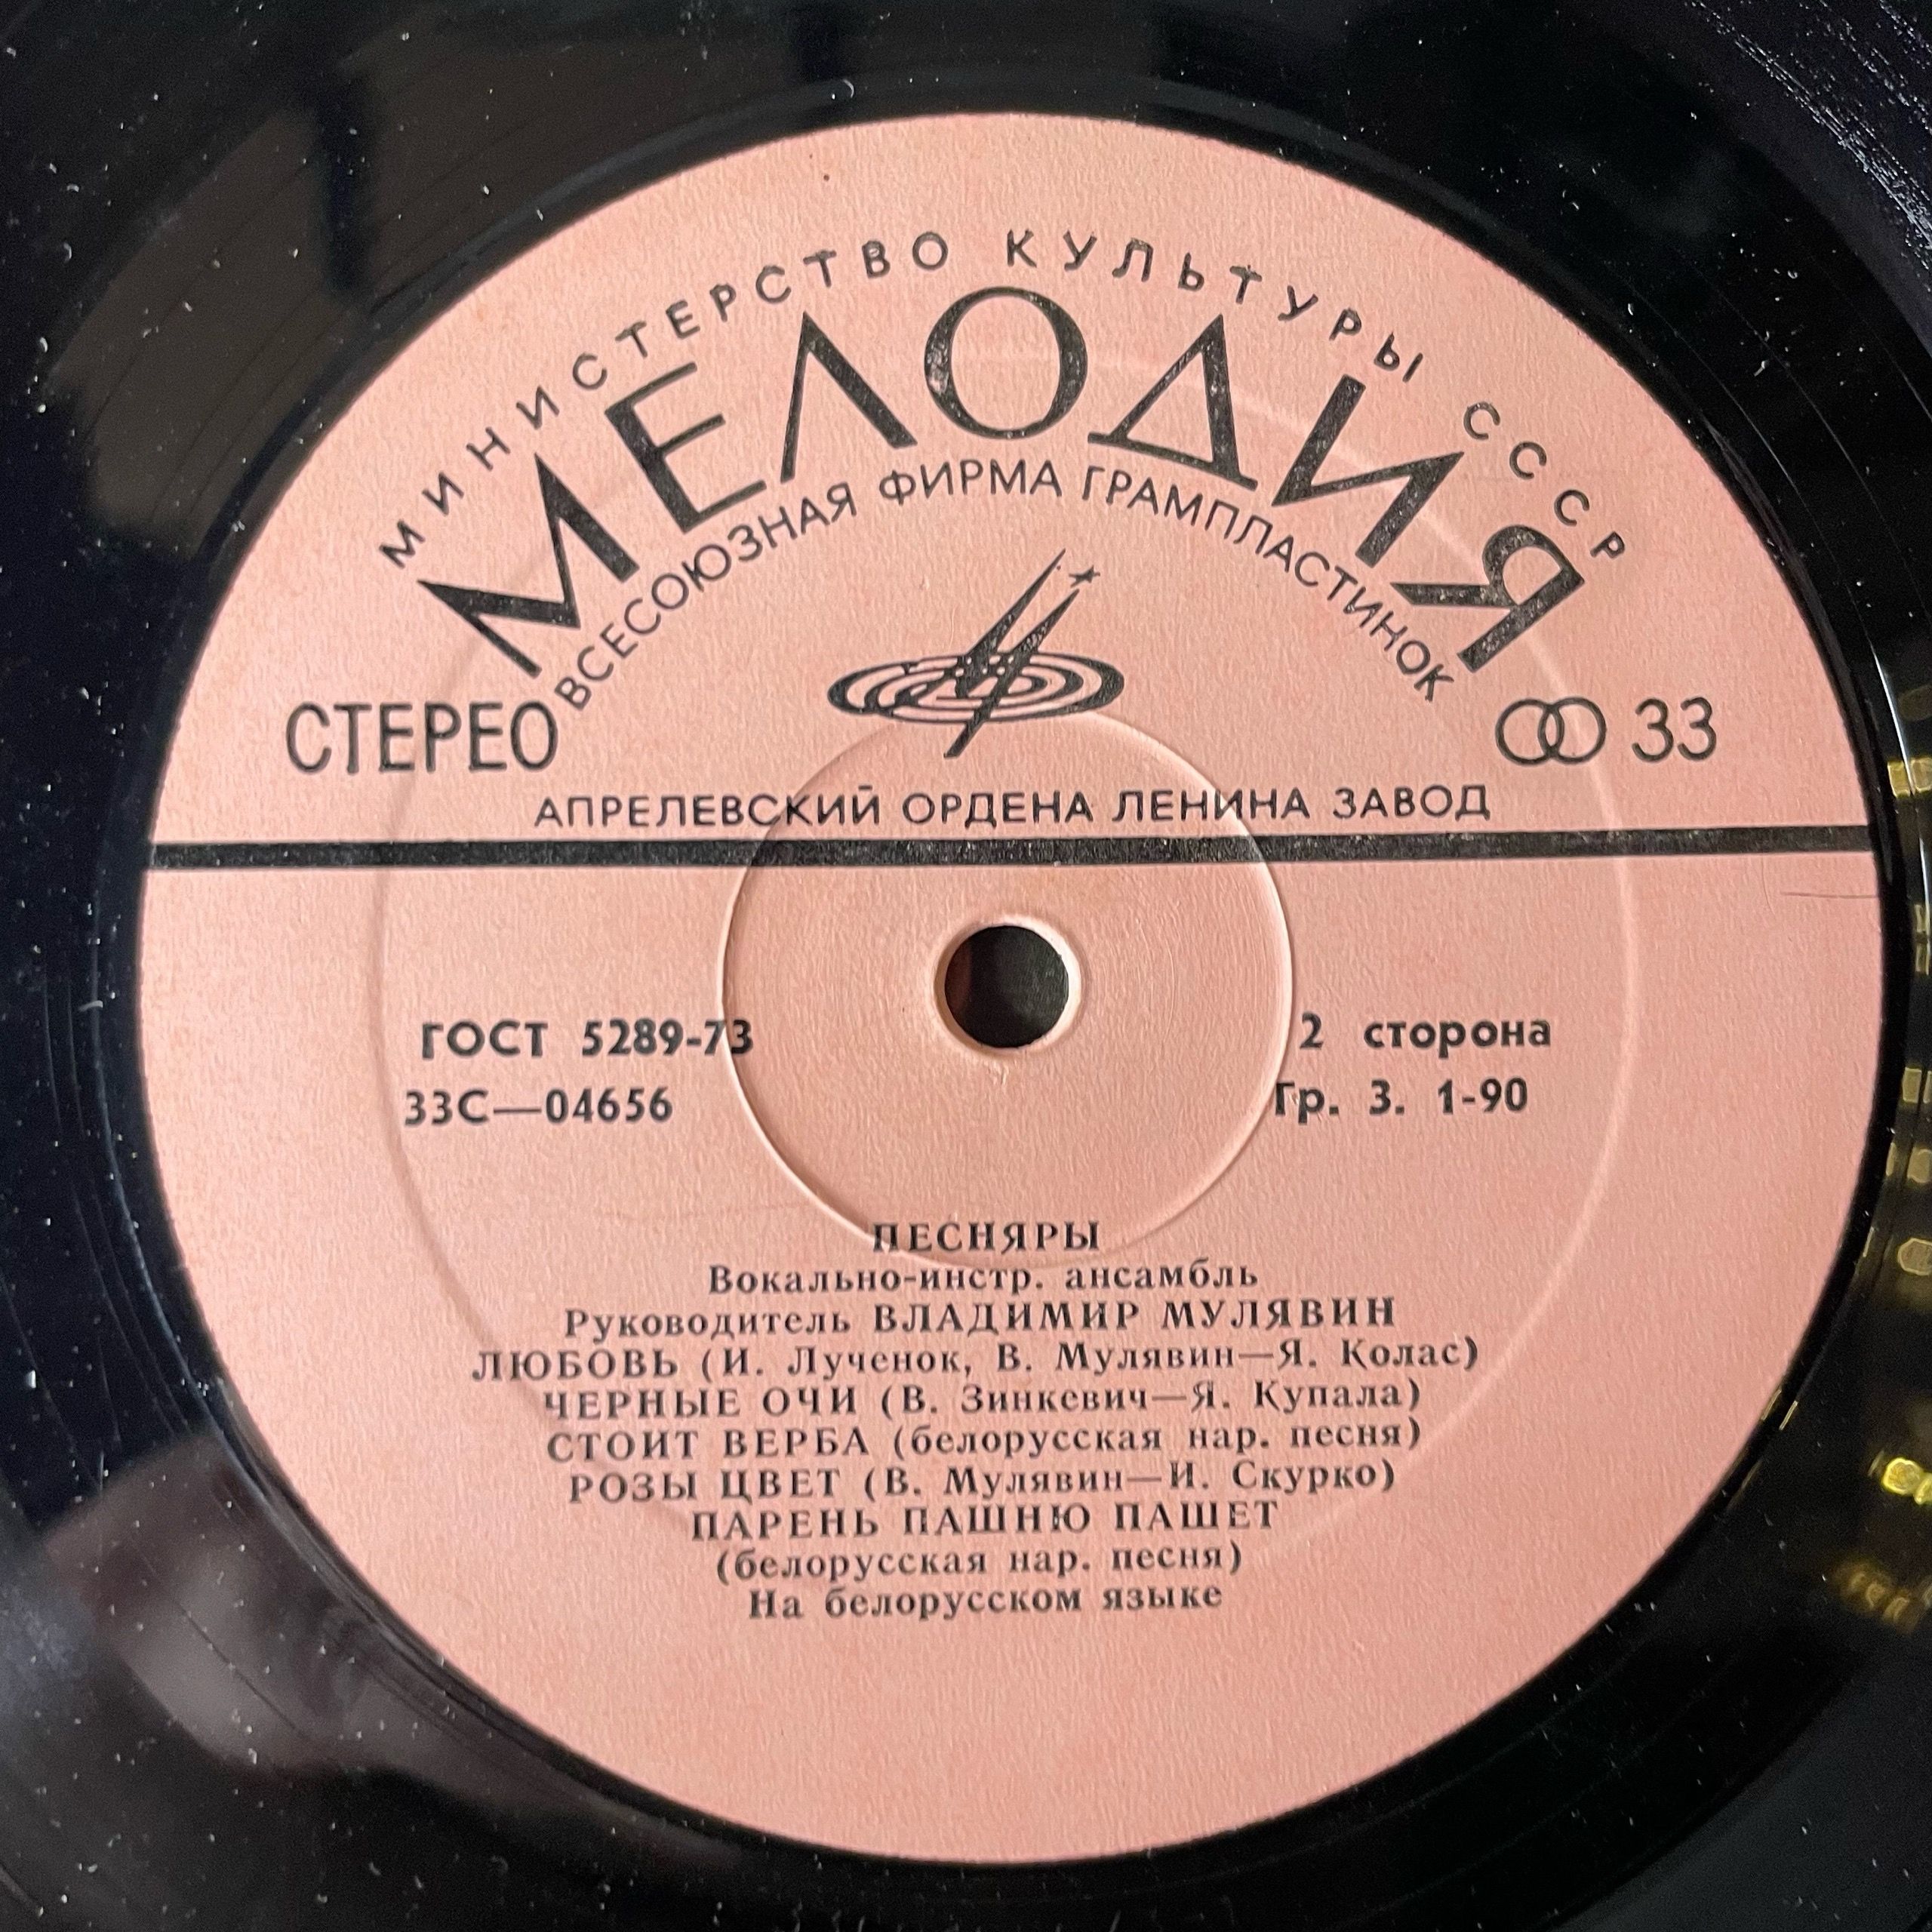 МИНИСТЕРСТВО КУЛЬТУРЫ СССР
МЕЛОДИЯ
ВСЕСОЮЗНАЯ ФИРМА ГРАМПЛАСТИНОК
СТЕРЕО 33
АПРЕЛЕВСКИЙ ОРДЕНА ЛЕНИНА ЗАВОД
ГОСТ 5289-73 2 сторона
33С—04656 Гр. 3. 1-90
ПЕСНЯРЫ
Вокально-инстр. ансамбль
Руководитель ВЛАДИМИР МУЛЯВИН
ЛЮБОВЬ (И. Лученок, В. Мулявин—Я. Колас)
ЧЕРНЫЕ ОЧИ (В. Зинкевич—Я. Купала)
СТОИТ ВЕРБА (белорусская нар. песня)
РОЗЫ ЦВЕТ (В. Мулявин—И. Скурко)
ПАРЕНЬ ПАШНЮ ПАШЕТ
(белорусская нар. песня)
На белорусском языке